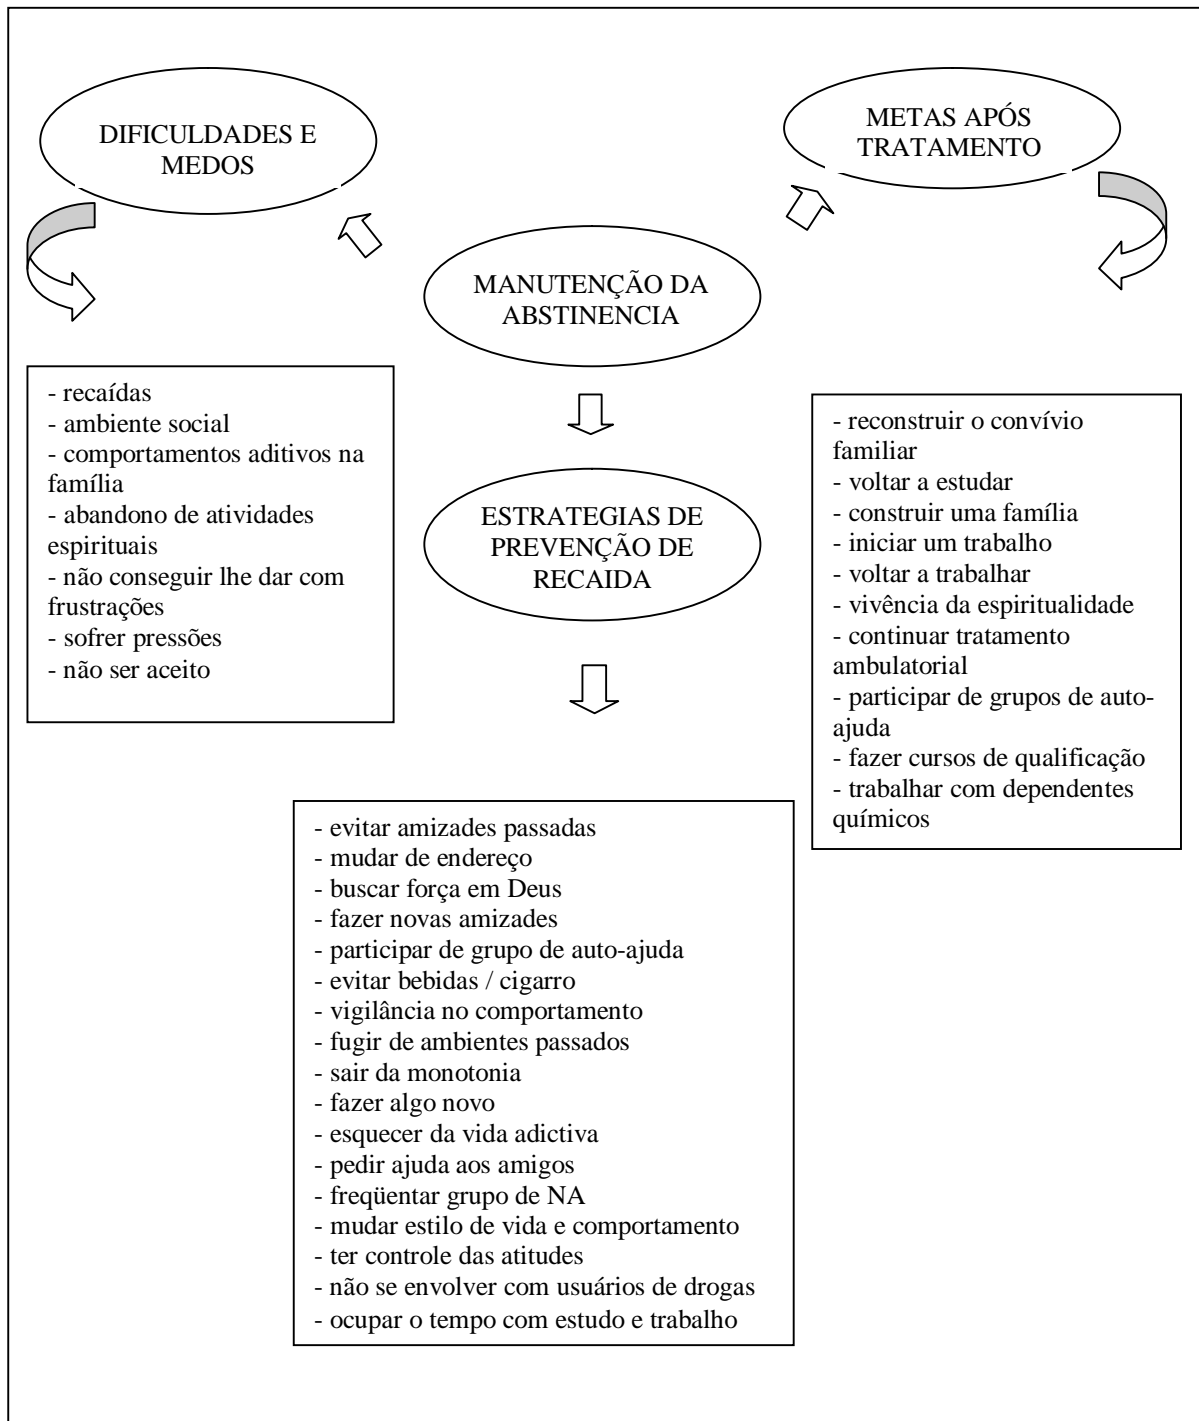 DIFICULDADES E
MEDOS
METAS APÓS
TRATAMENTO
MANUTENÇÃO DA
ABSTINENCIA
- recaídas
- ambiente social
- comportamentos aditivos na
família
- abandono de atividades
espirituais
- não conseguir lhe dar com
frustrações
- sofrer pressões
- não ser aceito
ESTRATEGIAS DE
PREVENÇÃO DE
RECAIDA
- reconstruir o convívio
familiar
- voltar a estudar
- construir uma família
- iniciar um trabalho
- voltar a trabalhar
- vivência da espiritualidade
- continuar tratamento
ambulatorial
- participar de grupos de auto-
ajuda
- fazer cursos de qualificação
- trabalhar com dependentes
químicos
- evitar amizades passadas
- mudar de endereço
- buscar força em Deus
- fazer novas amizades
- participar de grupo de auto-ajuda
- evitar bebidas / cigarro
- vigilância no comportamento
- fugir de ambientes passados
- sair da monotonia
- fazer algo novo
- esquecer da vida adictiva
- pedir ajuda aos amigos
- freqüentar grupo de NA
- mudar estilo de vida e comportamento
- ter controle das atitudes
- não se envolver com usuários de drogas
- ocupar o tempo com estudo e trabalho